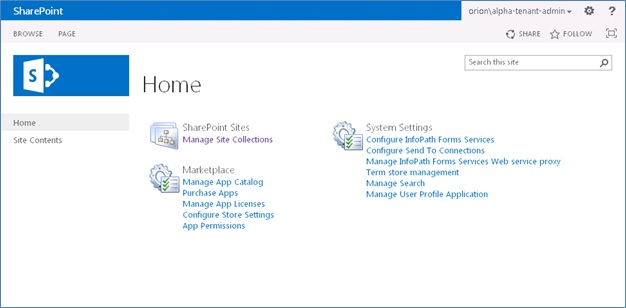 SharePoint
orion\alpha-tenant-admin
?
BROWSE PAGE
SHARE FOLLOW
S
Home
Search this site
Home
Site Contents
SharePoint Sites
Manage Site Collections
Marketplace
Manage App Catalog
Purchase Apps
Manage App Licenses
Configure Store Settings
App Permissions
System Settings
Configure InfoPath Forms Services
Configure Send To Connections
Manage InfoPath Forms Services Web service proxy
Term store management
Manage Search
Manage User Profile Application